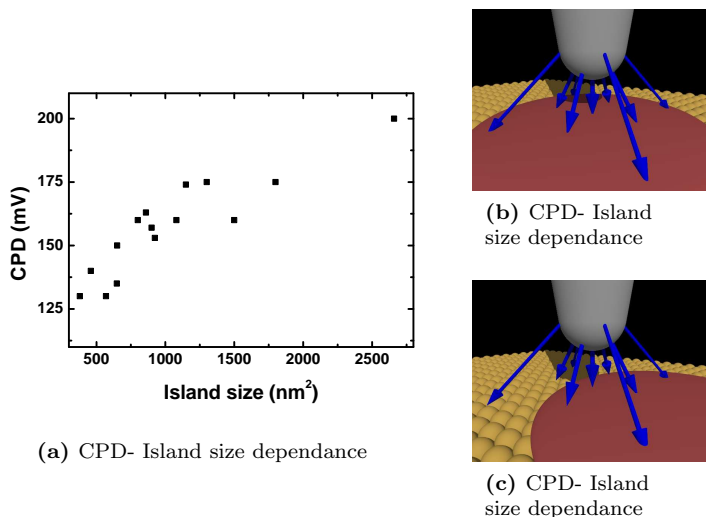 200
175
150
125
CPD (mV)
500 1000 1500 2000 2500
Island size (nm²)
(a) CPD- Island size dependance
(b) CPD- Island
size dependance
(c) CPD- Island
size dependance